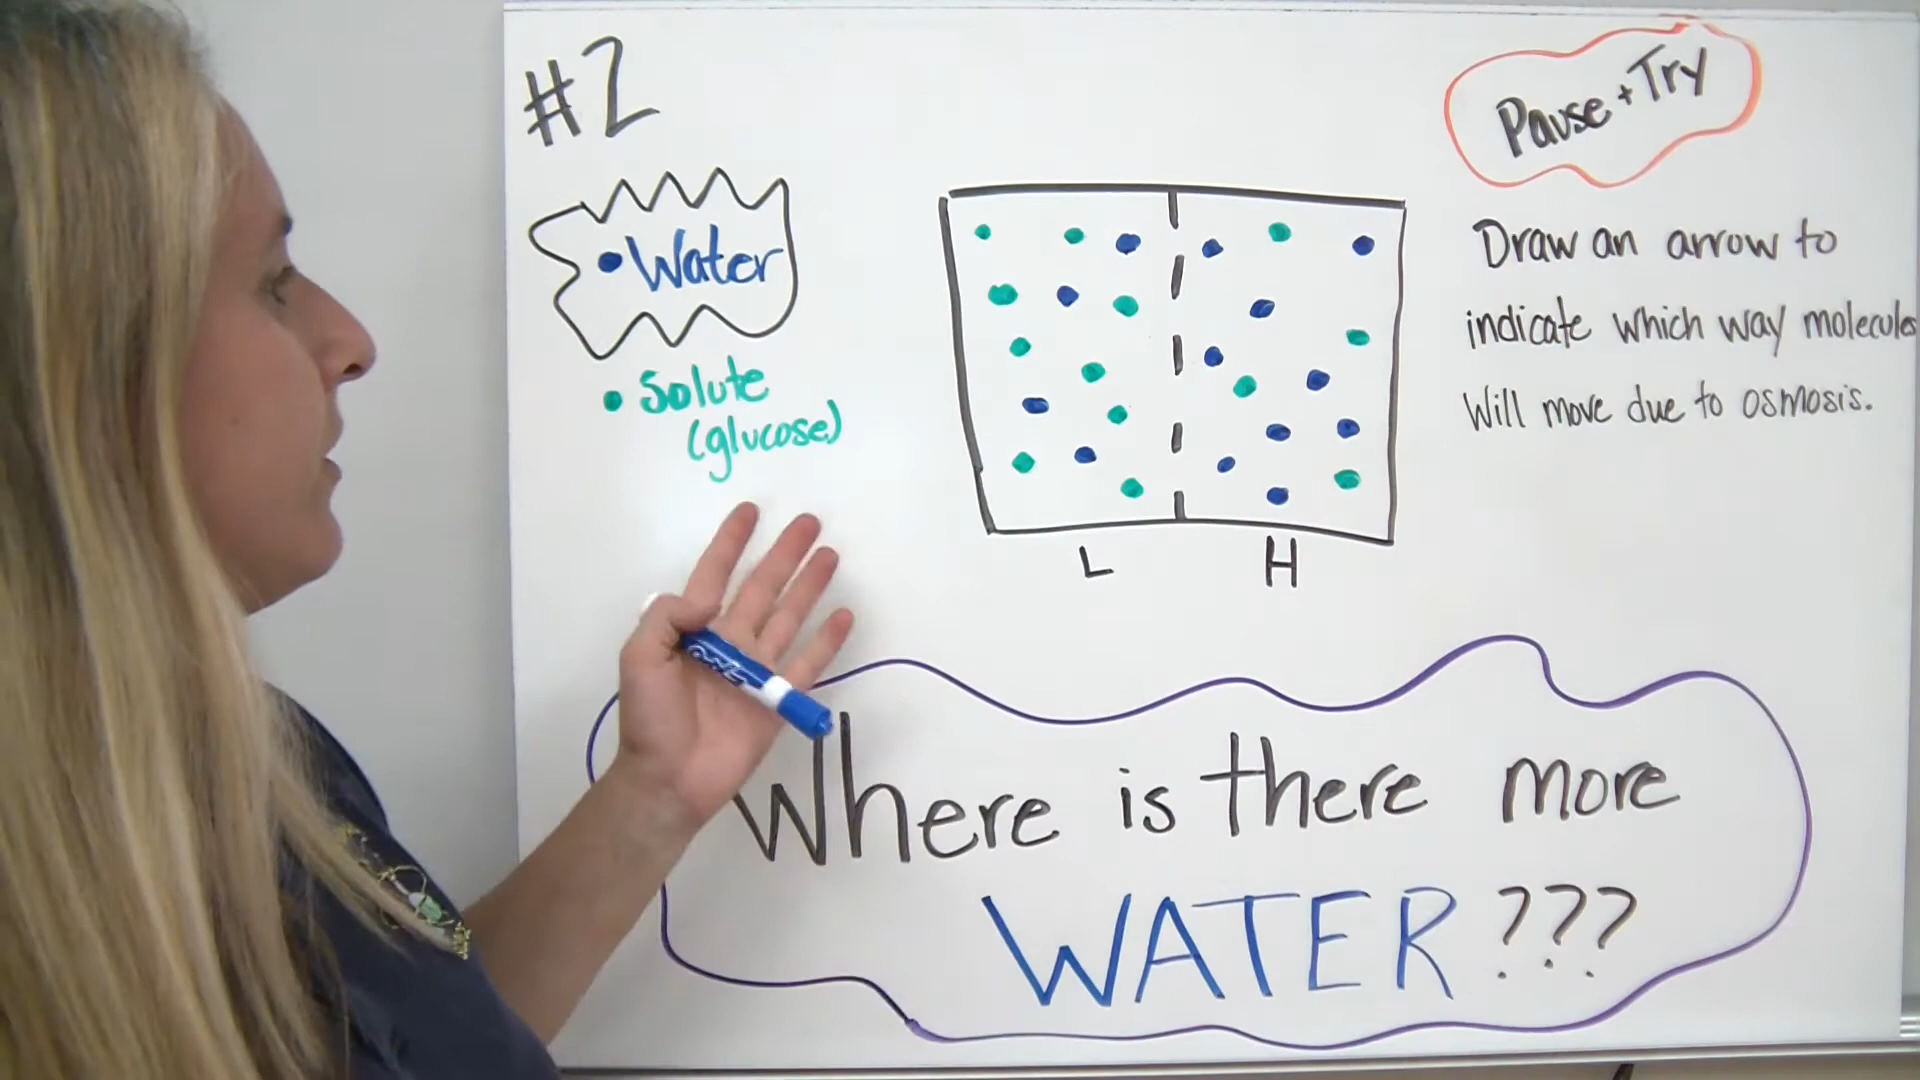 #2
• Water
• Solute
(glucose)
L
H
Pause + Try
Draw an arrow to
indicate which way molecules
Will move due to osmosis.
Where is there more
WATER ???